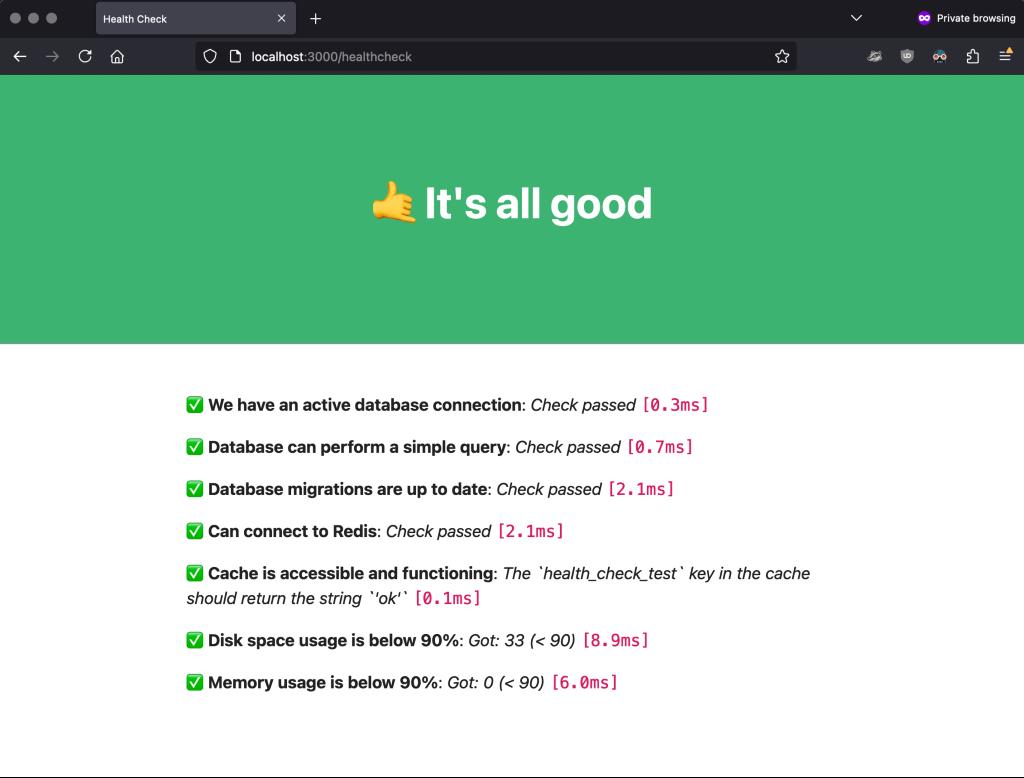 Health Check
Private browsing
localhost:3000/healthcheck
🤙 It's all good
✅ We have an active database connection: Check passed [0.3ms]
✅ Database can perform a simple query: Check passed [0.7ms]
✅ Database migrations are up to date: Check passed [2.1ms]
✅ Can connect to Redis: Check passed [2.1ms]
✅ Cache is accessible and functioning: The `health_check_test` key in the cache
should return the string `'ok'` [0.1ms]
✅ Disk space usage is below 90%: Got: 33 (< 90) [8.9ms]
✅ Memory usage is below 90%: Got: 0 (< 90) [6.0ms]